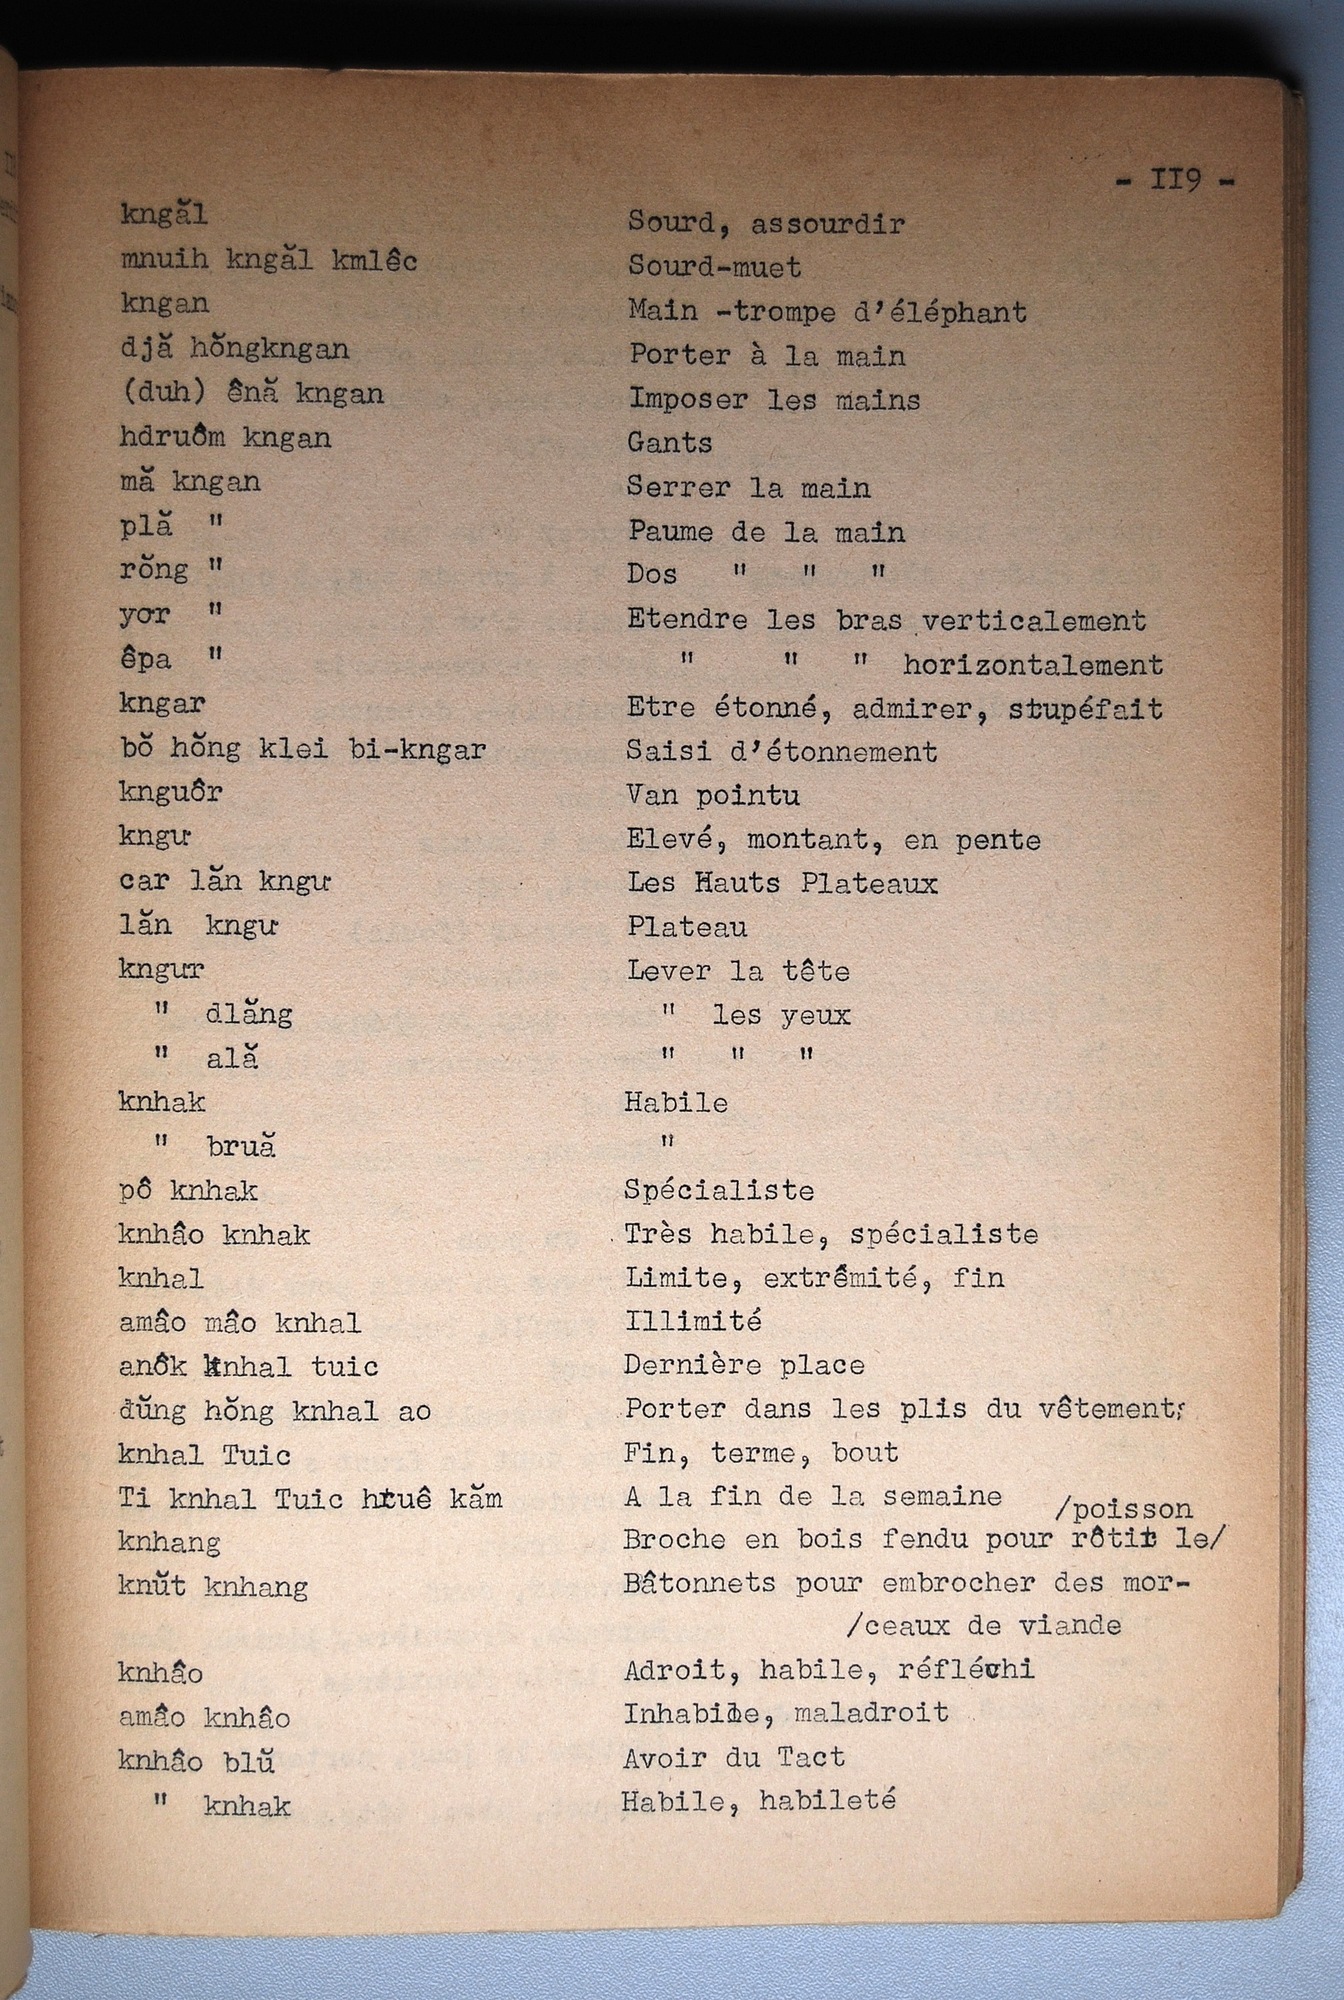 - II9 -
kngăl Sourd, assourdir
mnuih kngăl kmlêc Sourd-muet
kngan Main -trompe d'éléphant
djă hŏngkngan Porter à la main
(duh) ênă kngan Imposer les mains
hdruôm kngan Gants
mă kngan Serrer la main
plă " Paume de la main
rŏng " Dos " " "
yơr " Etendre les bras verticalement
êpa " " " " horizontalement
kngar Etre étonné, admirer, stupéfait
bŏ hŏng klei bi-kngar Saisi d'étonnement
knguôr Van pointu
kngư Elevé, montant, en pente
car lăn kngư Les Hauts Plateaux
lăn kngư Plateau
kngưr Lever la tête
" dlăng " les yeux
" ală " " "
knhak Habile
" bruă "
pô knhak Spécialiste
knhâo knhak Très habile, spécialiste
knhal Limite, extrêmité, fin
amâo mâo knhal Illimité
anôk knhal tuic Dernière place
đŭng hŏng knhal ao Porter dans les plis du vêtement;
knhal Tuic Fin, terme, bout
Ti knhal Tuic htuê kăm A la fin de la semaine
/poisson
knhang Broche en bois fendu pour rôtir le/
knŭt knhang Bâtonnets pour embrocher des mor-
/ceaux de viande
knhâo Adroit, habile, réfléchi
amâo knhâo Inhabile, maladroit
knhâo blŭ Avoir du Tact
" knhak Habile, habileté